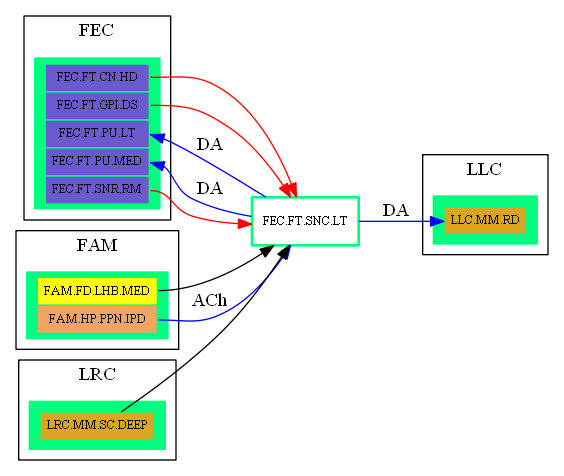 FEC
FEC.FT.CN.HD
FEC.FT.GPI.DS
FEC.FT.PU.LT
FEC.FT.PU.MED
FEC.FT.SNR.RM
DA
DA
FEC.FT.SNC.LT
DA
LLC
LLC.MM.RD
FAM
FAM.FD.LHB.MED
FAM.HP.PPN.IPD
ACh
LRC
LRC.MM.SC.DEEP